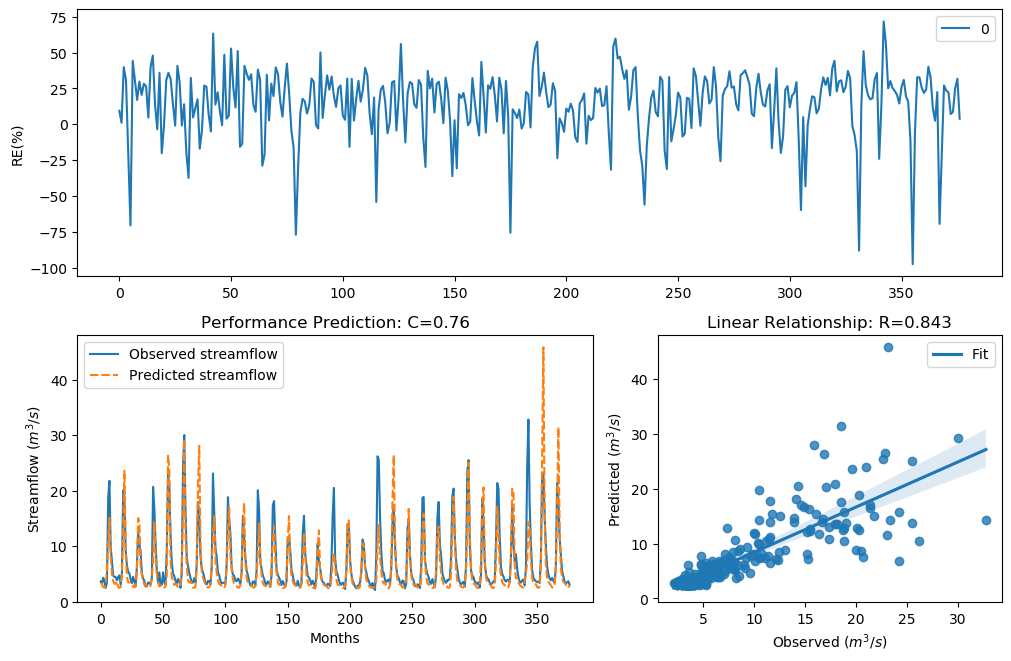 75
50
25
0
−25
−50
−75
−100
RE(%)
0
0 50 100 150 200 250 300 350
Performance Prediction: C=0.76
Observed streamflow
Predicted streamflow
40
30
20
10
0
Streamflow (m³/s)
0 50 100 150 200 250 300 350
Months
Linear Relationship: R=0.843
Fit
40
30
20
10
0
Predicted (m³/s)
5 10 15 20 25 30
Observed (m³/s)